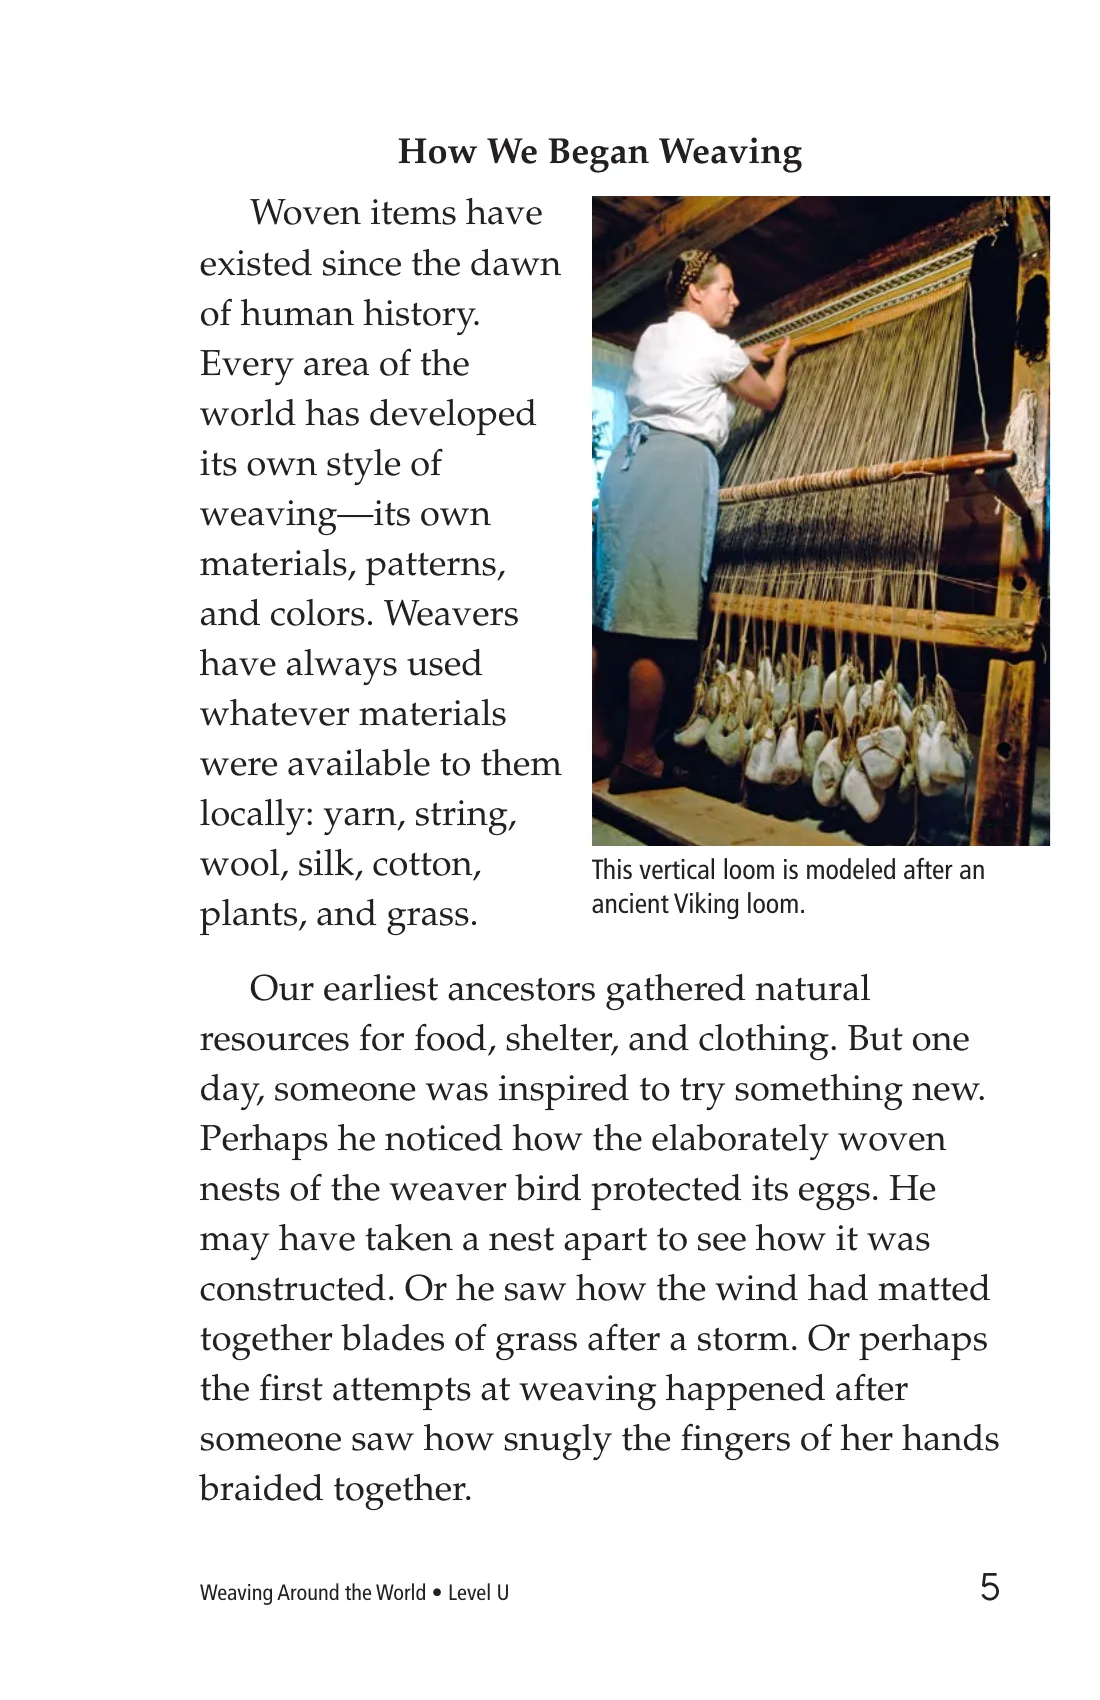 How We Began Weaving
Woven items have
existed since the dawn
of human history.
Every area of the
world has developed
its own style of
weaving—its own
materials, patterns,
and colors. Weavers
have always used
whatever materials
were available to them
locally: yarn, string,
wool, silk, cotton,
plants, and grass.
This vertical loom is modeled after an
ancient Viking loom.
Our earliest ancestors gathered natural
resources for food, shelter, and clothing. But one
day, someone was inspired to try something new.
Perhaps he noticed how the elaborately woven
nests of the weaver bird protected its eggs. He
may have taken a nest apart to see how it was
constructed. Or he saw how the wind had matted
together blades of grass after a storm. Or perhaps
the first attempts at weaving happened after
someone saw how snugly the fingers of her hands
braided together.
Weaving Around the World • Level U
5